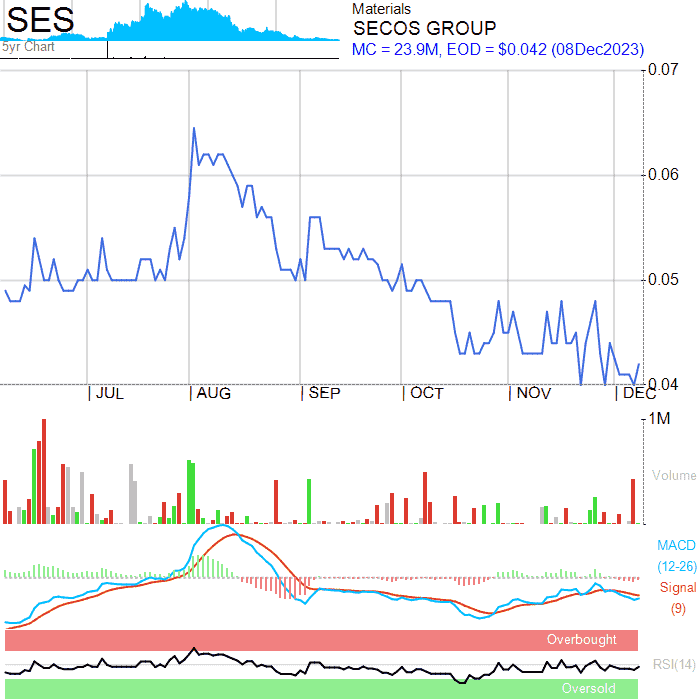 SES
Materials
SECOS GROUP
MC = 23.9M, EOD = $0.042 (08Dec2023)
5yr Chart
0.07
0.06
0.05
0.04
JUL AUG SEP OCT NOV DEC
1M
Volume
MACD
(12-26)
Signal
(9)
Overbought
RSI(14)
Oversold